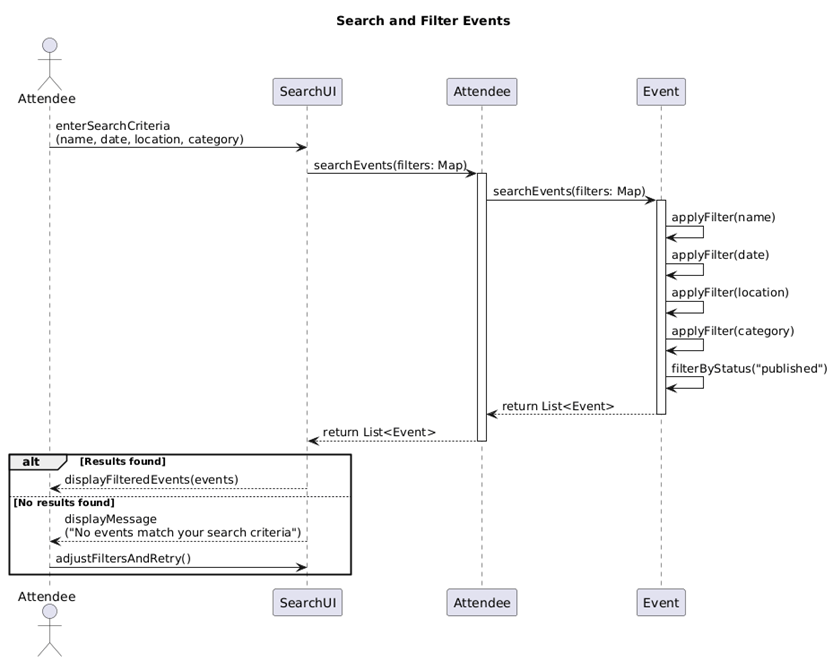 Search and Filter Events
Attendee
SearchUI
Attendee
Event
enterSearchCriteria
(name, date, location, category)
searchEvents(filters: Map)
searchEvents(filters: Map)
applyFilter(name)
applyFilter(date)
applyFilter(location)
applyFilter(category)
filterByStatus("published")
return List<Event>
return List<Event>
alt [Results found]
displayFilteredEvents(events)
[No results found]
displayMessage
("No events match your search criteria")
adjustFiltersAndRetry()
Attendee
SearchUI
Attendee
Event